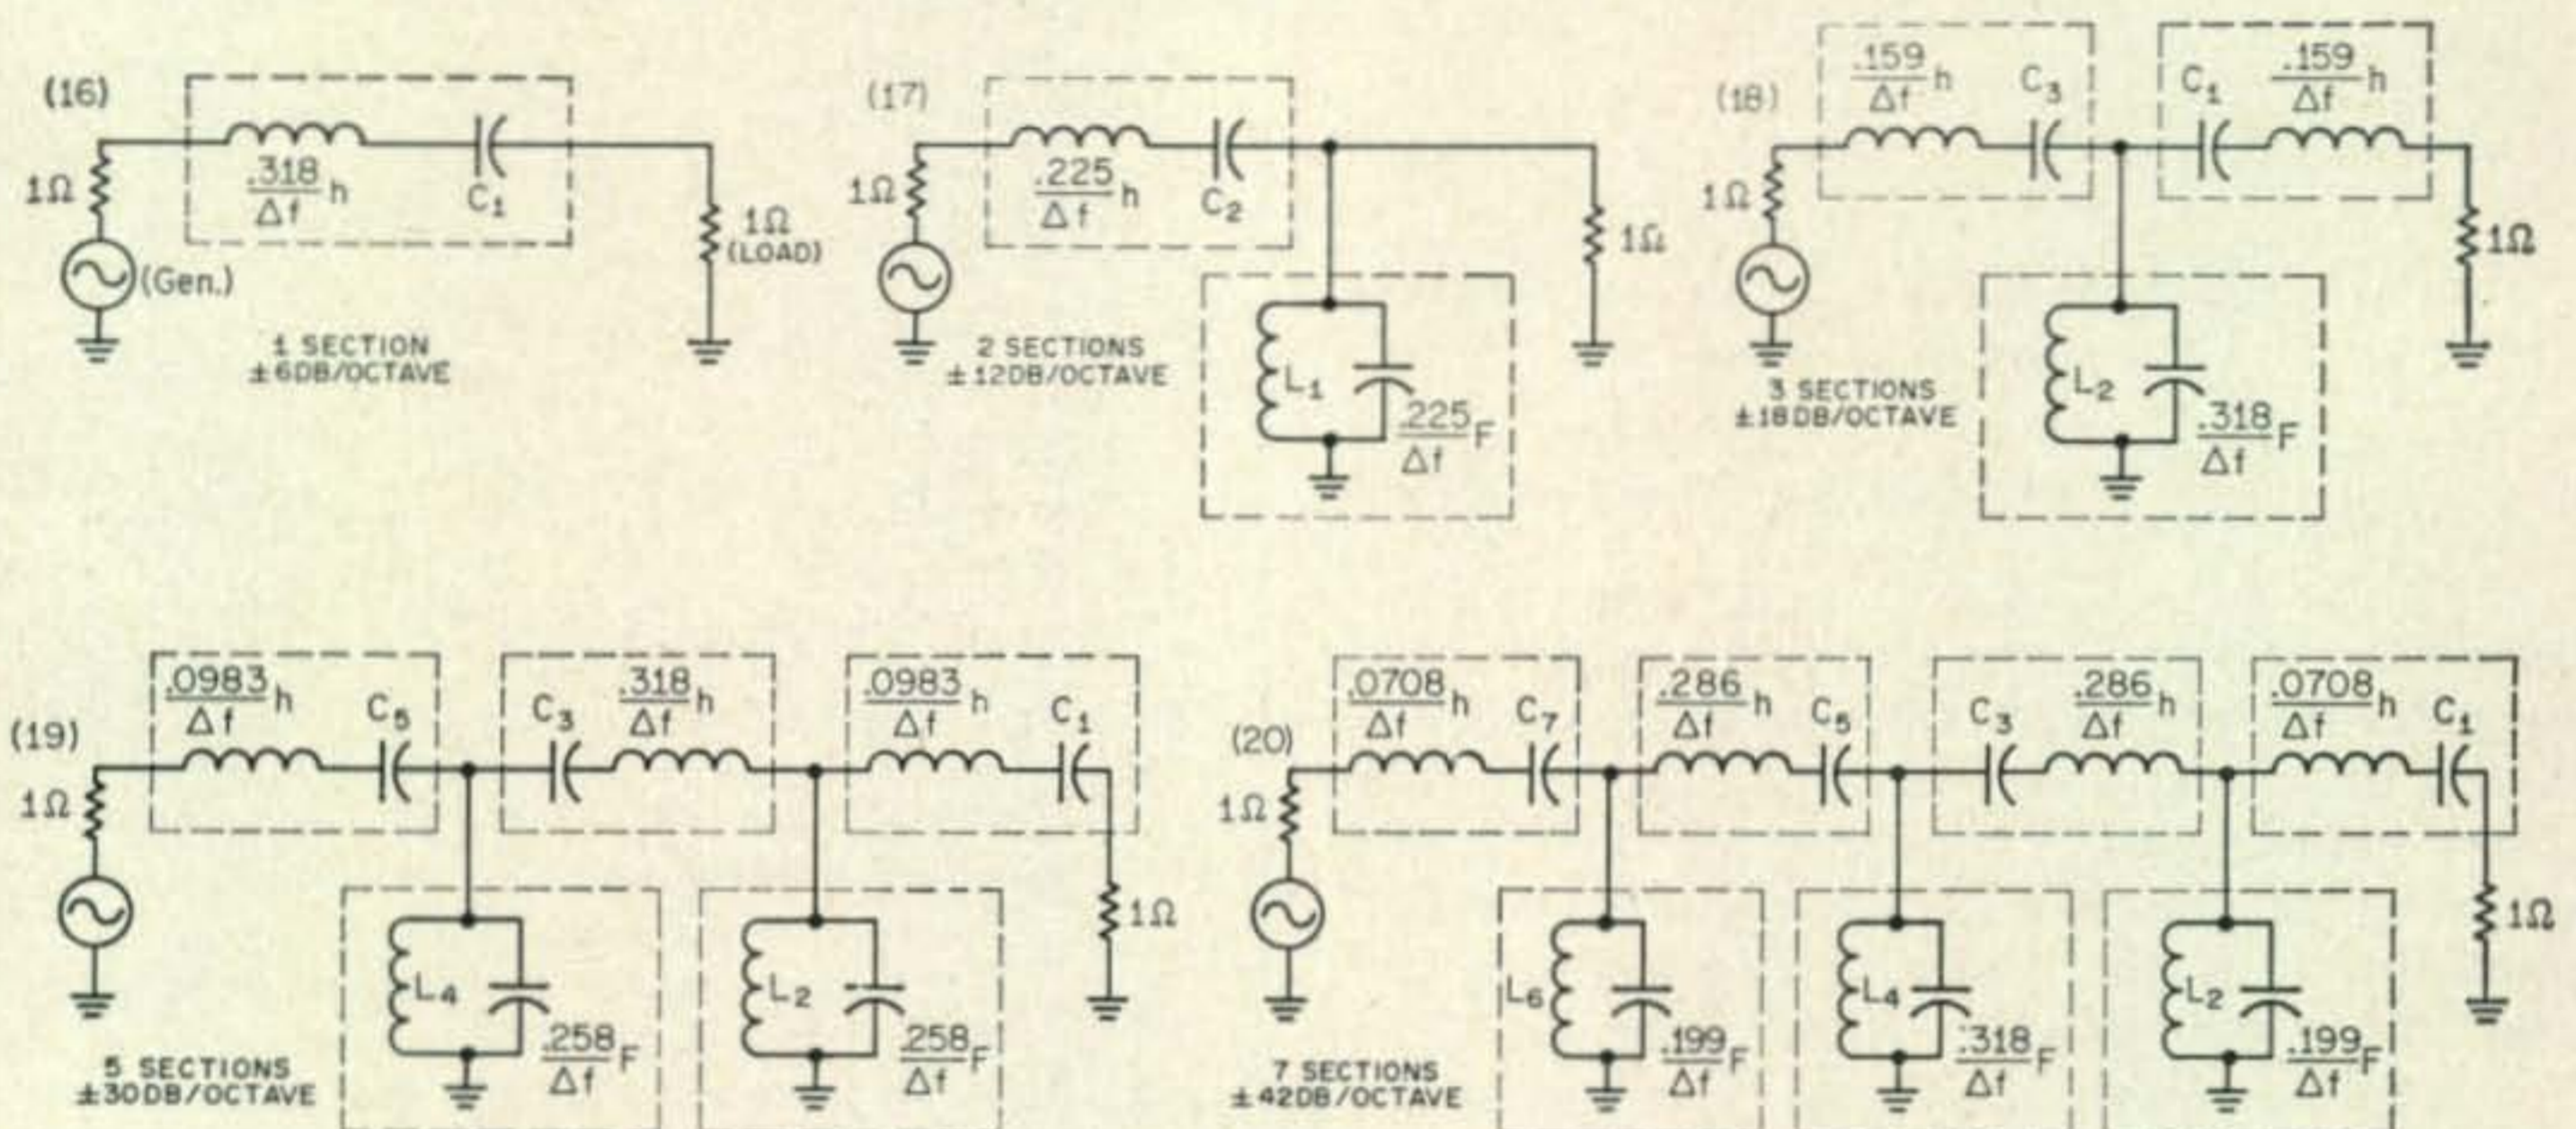 (16)
1Ω
.318/Δf h
C₁
(Gen.)
1Ω
(LOAD)
1 SECTION
±6DB/OCTAVE
(17)
1Ω
.225/Δf h
C₂
1Ω
L₁
.225/Δf F
2 SECTIONS
±12DB/OCTAVE
(18)
1Ω
.159/Δf h
C₃
C₁
.159/Δf h
1Ω
L₂
.318/Δf F
3 SECTIONS
±18DB/OCTAVE
(19)
1Ω
.0983/Δf h
C₅
C₃
.318/Δf h
.0983/Δf h
C₁
1Ω
L₄
.258/Δf F
L₂
.258/Δf F
5 SECTIONS
±30DB/OCTAVE
(20)
1Ω
.0708/Δf h
C₇
.286/Δf h
C₅
C₃
.286/Δf h
.0708/Δf h
C₁
1Ω
L₆
.199/Δf F
L₄
.318/Δf F
L₂
.199/Δf F
7 SECTIONS
±42DB/OCTAVE